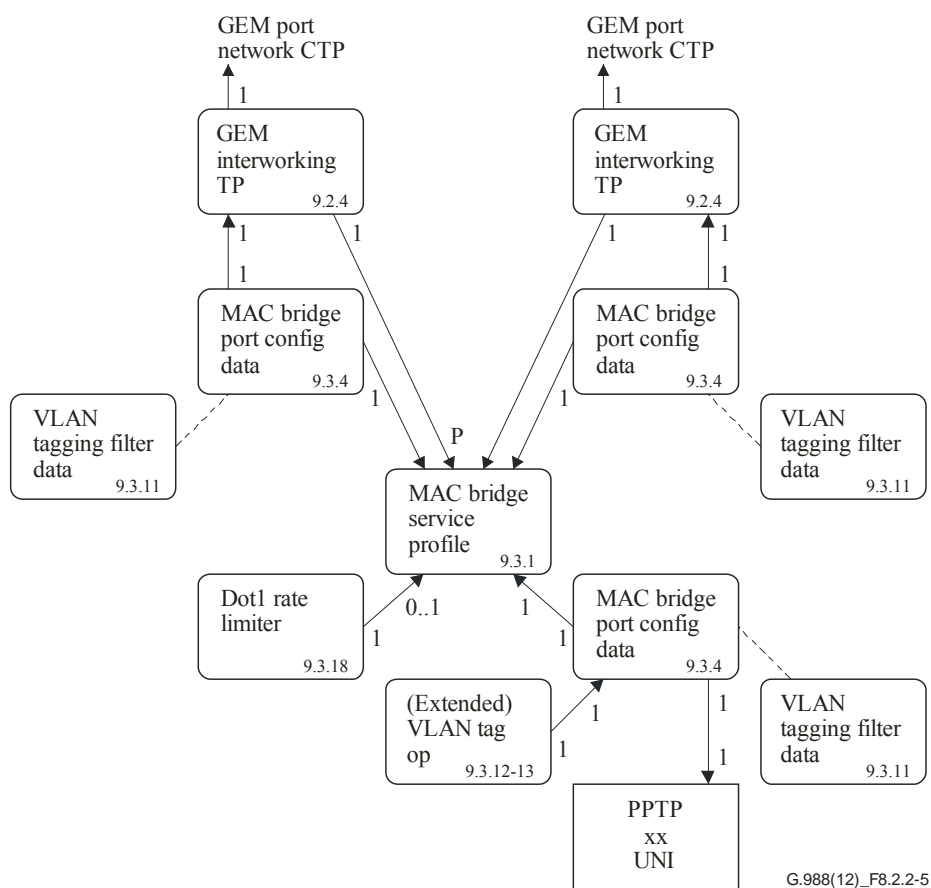 GEM port
network CTP
GEM port
network CTP
1
1
GEM
interworking
TP
9.2.4
GEM
interworking
TP
9.2.4
1
1
1
1
1
1
MAC bridge
port config
data
9.3.4
MAC bridge
port config
data
9.3.4
1
1
VLAN
tagging filter
data
9.3.11
P
VLAN
tagging filter
data
9.3.11
MAC bridge
service
profile
9.3.1
Dot1 rate
limiter
9.3.18
0..1
1
1
1
MAC bridge
port config
data
9.3.4
(Extended)
VLAN tag
op
9.3.12-13
1
1
1
1
VLAN
tagging filter
data
9.3.11
PPTP
xx
UNI
G.988(12)_F8.2.2-5